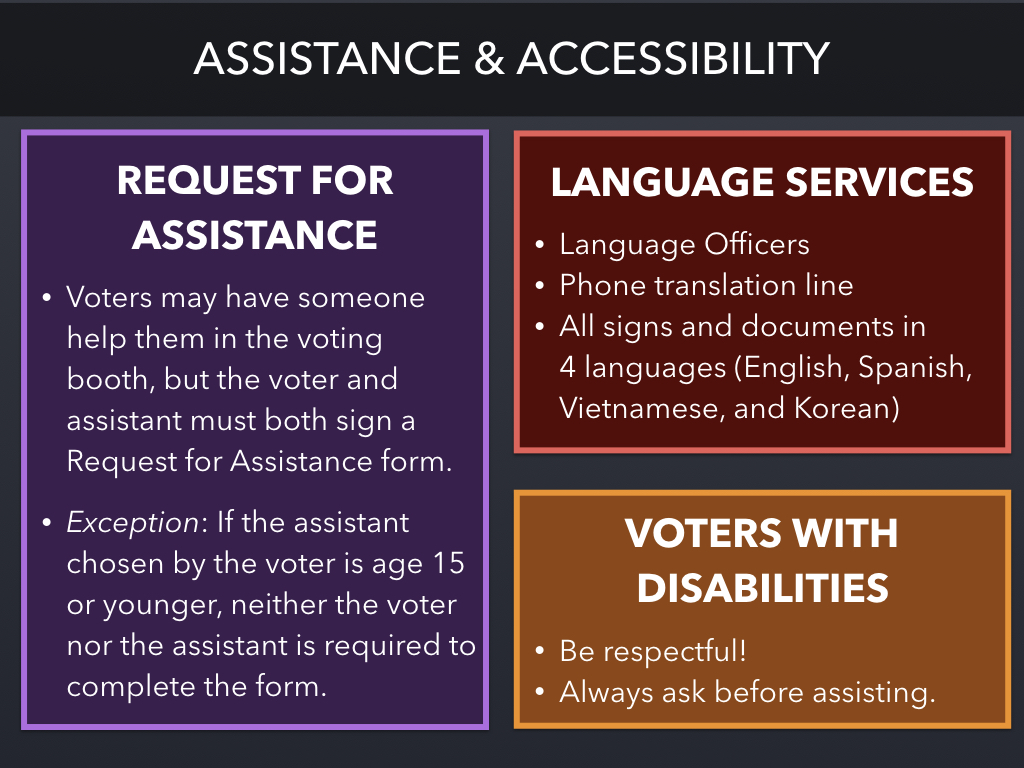 ASSISTANCE & ACCESSIBILITY
REQUEST FOR
ASSISTANCE
• Voters may have someone
help them in the voting
booth, but the voter and
assistant must both sign a
Request for Assistance form.
• Exception: If the assistant
chosen by the voter is age 15
or younger, neither the voter
nor the assistant is required to
complete the form.
LANGUAGE SERVICES
• Language Officers
• Phone translation line
• All signs and documents in
4 languages (English, Spanish,
Vietnamese, and Korean)
VOTERS WITH
DISABILITIES
• Be respectful!
• Always ask before assisting.